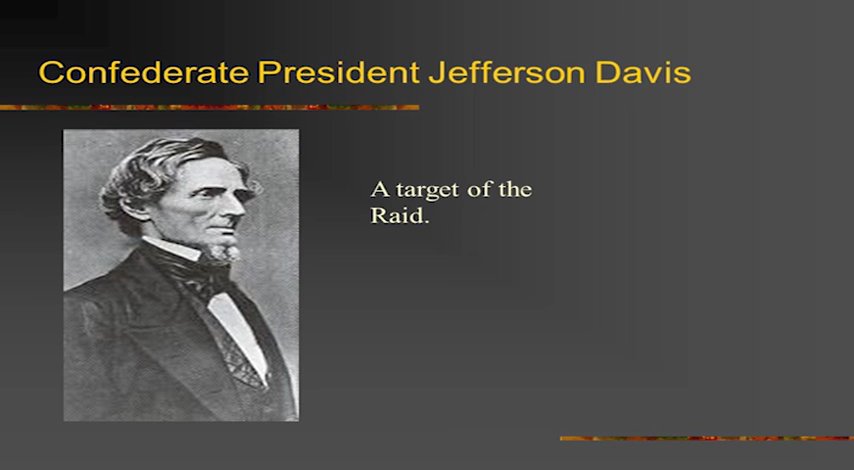 Confederate President Jefferson Davis
A target of the
Raid.